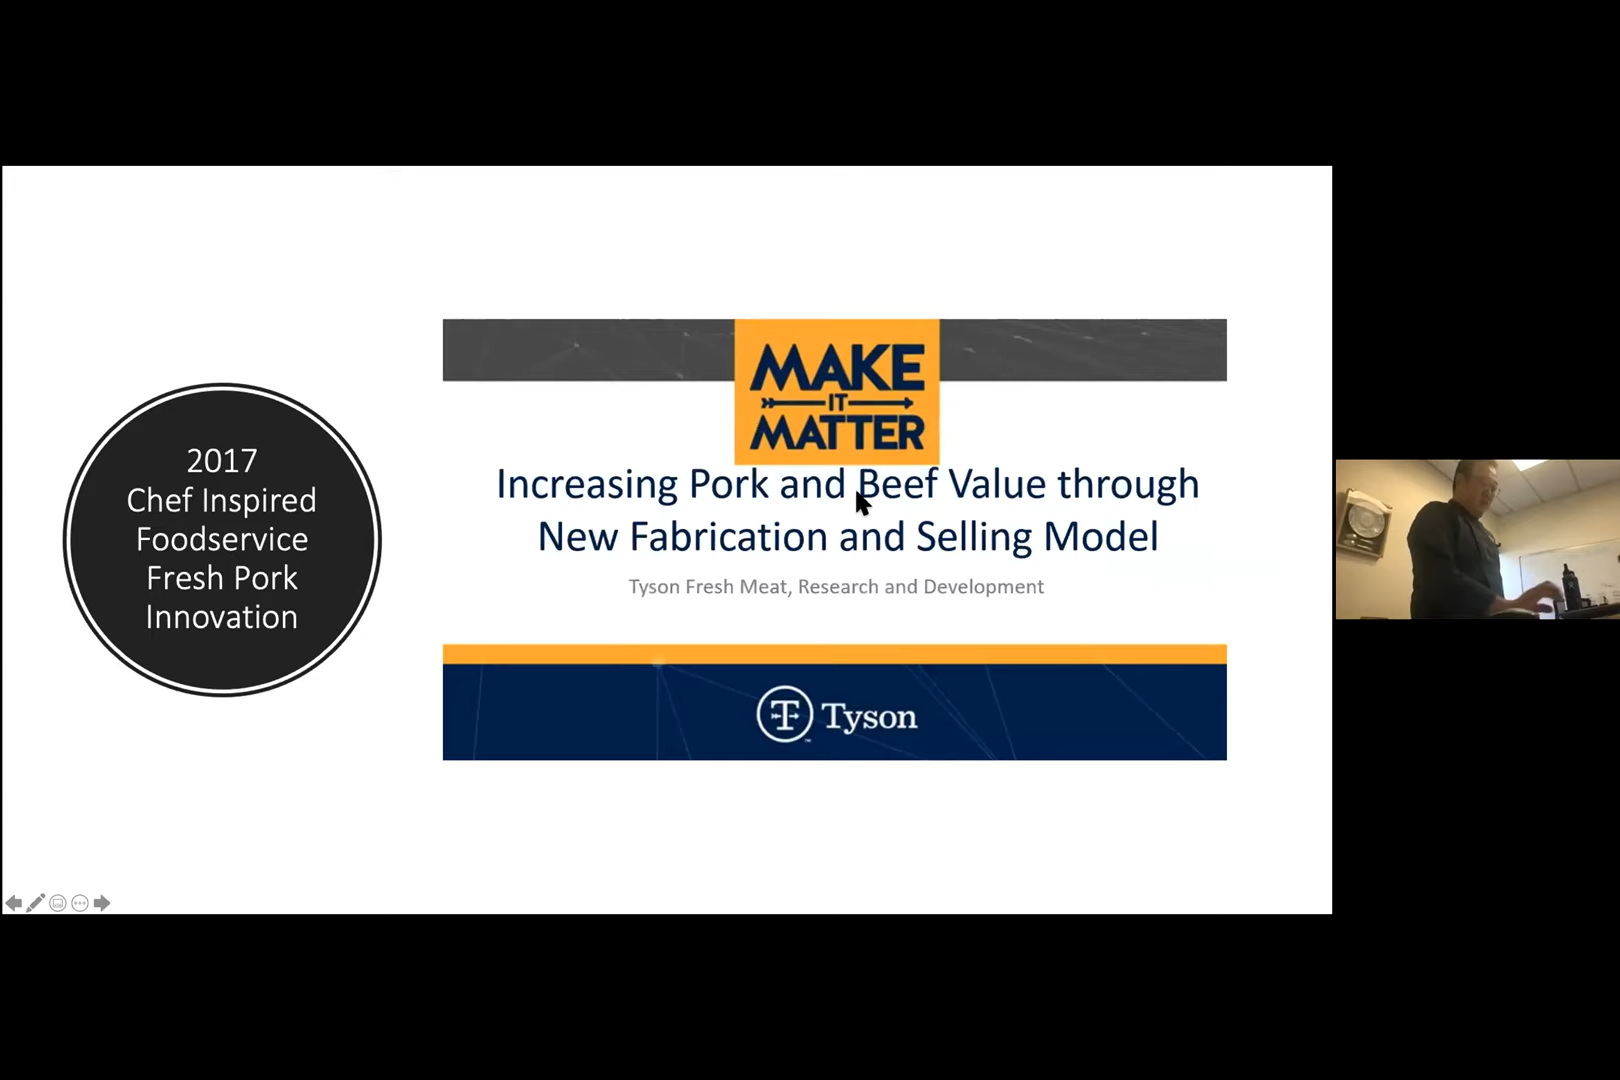 2017
Chef Inspired
Foodservice
Fresh Pork
Innovation
MAKE
IT
MATTER
Increasing Pork and Beef Value through
New Fabrication and Selling Model
Tyson Fresh Meat, Research and Development
Tyson